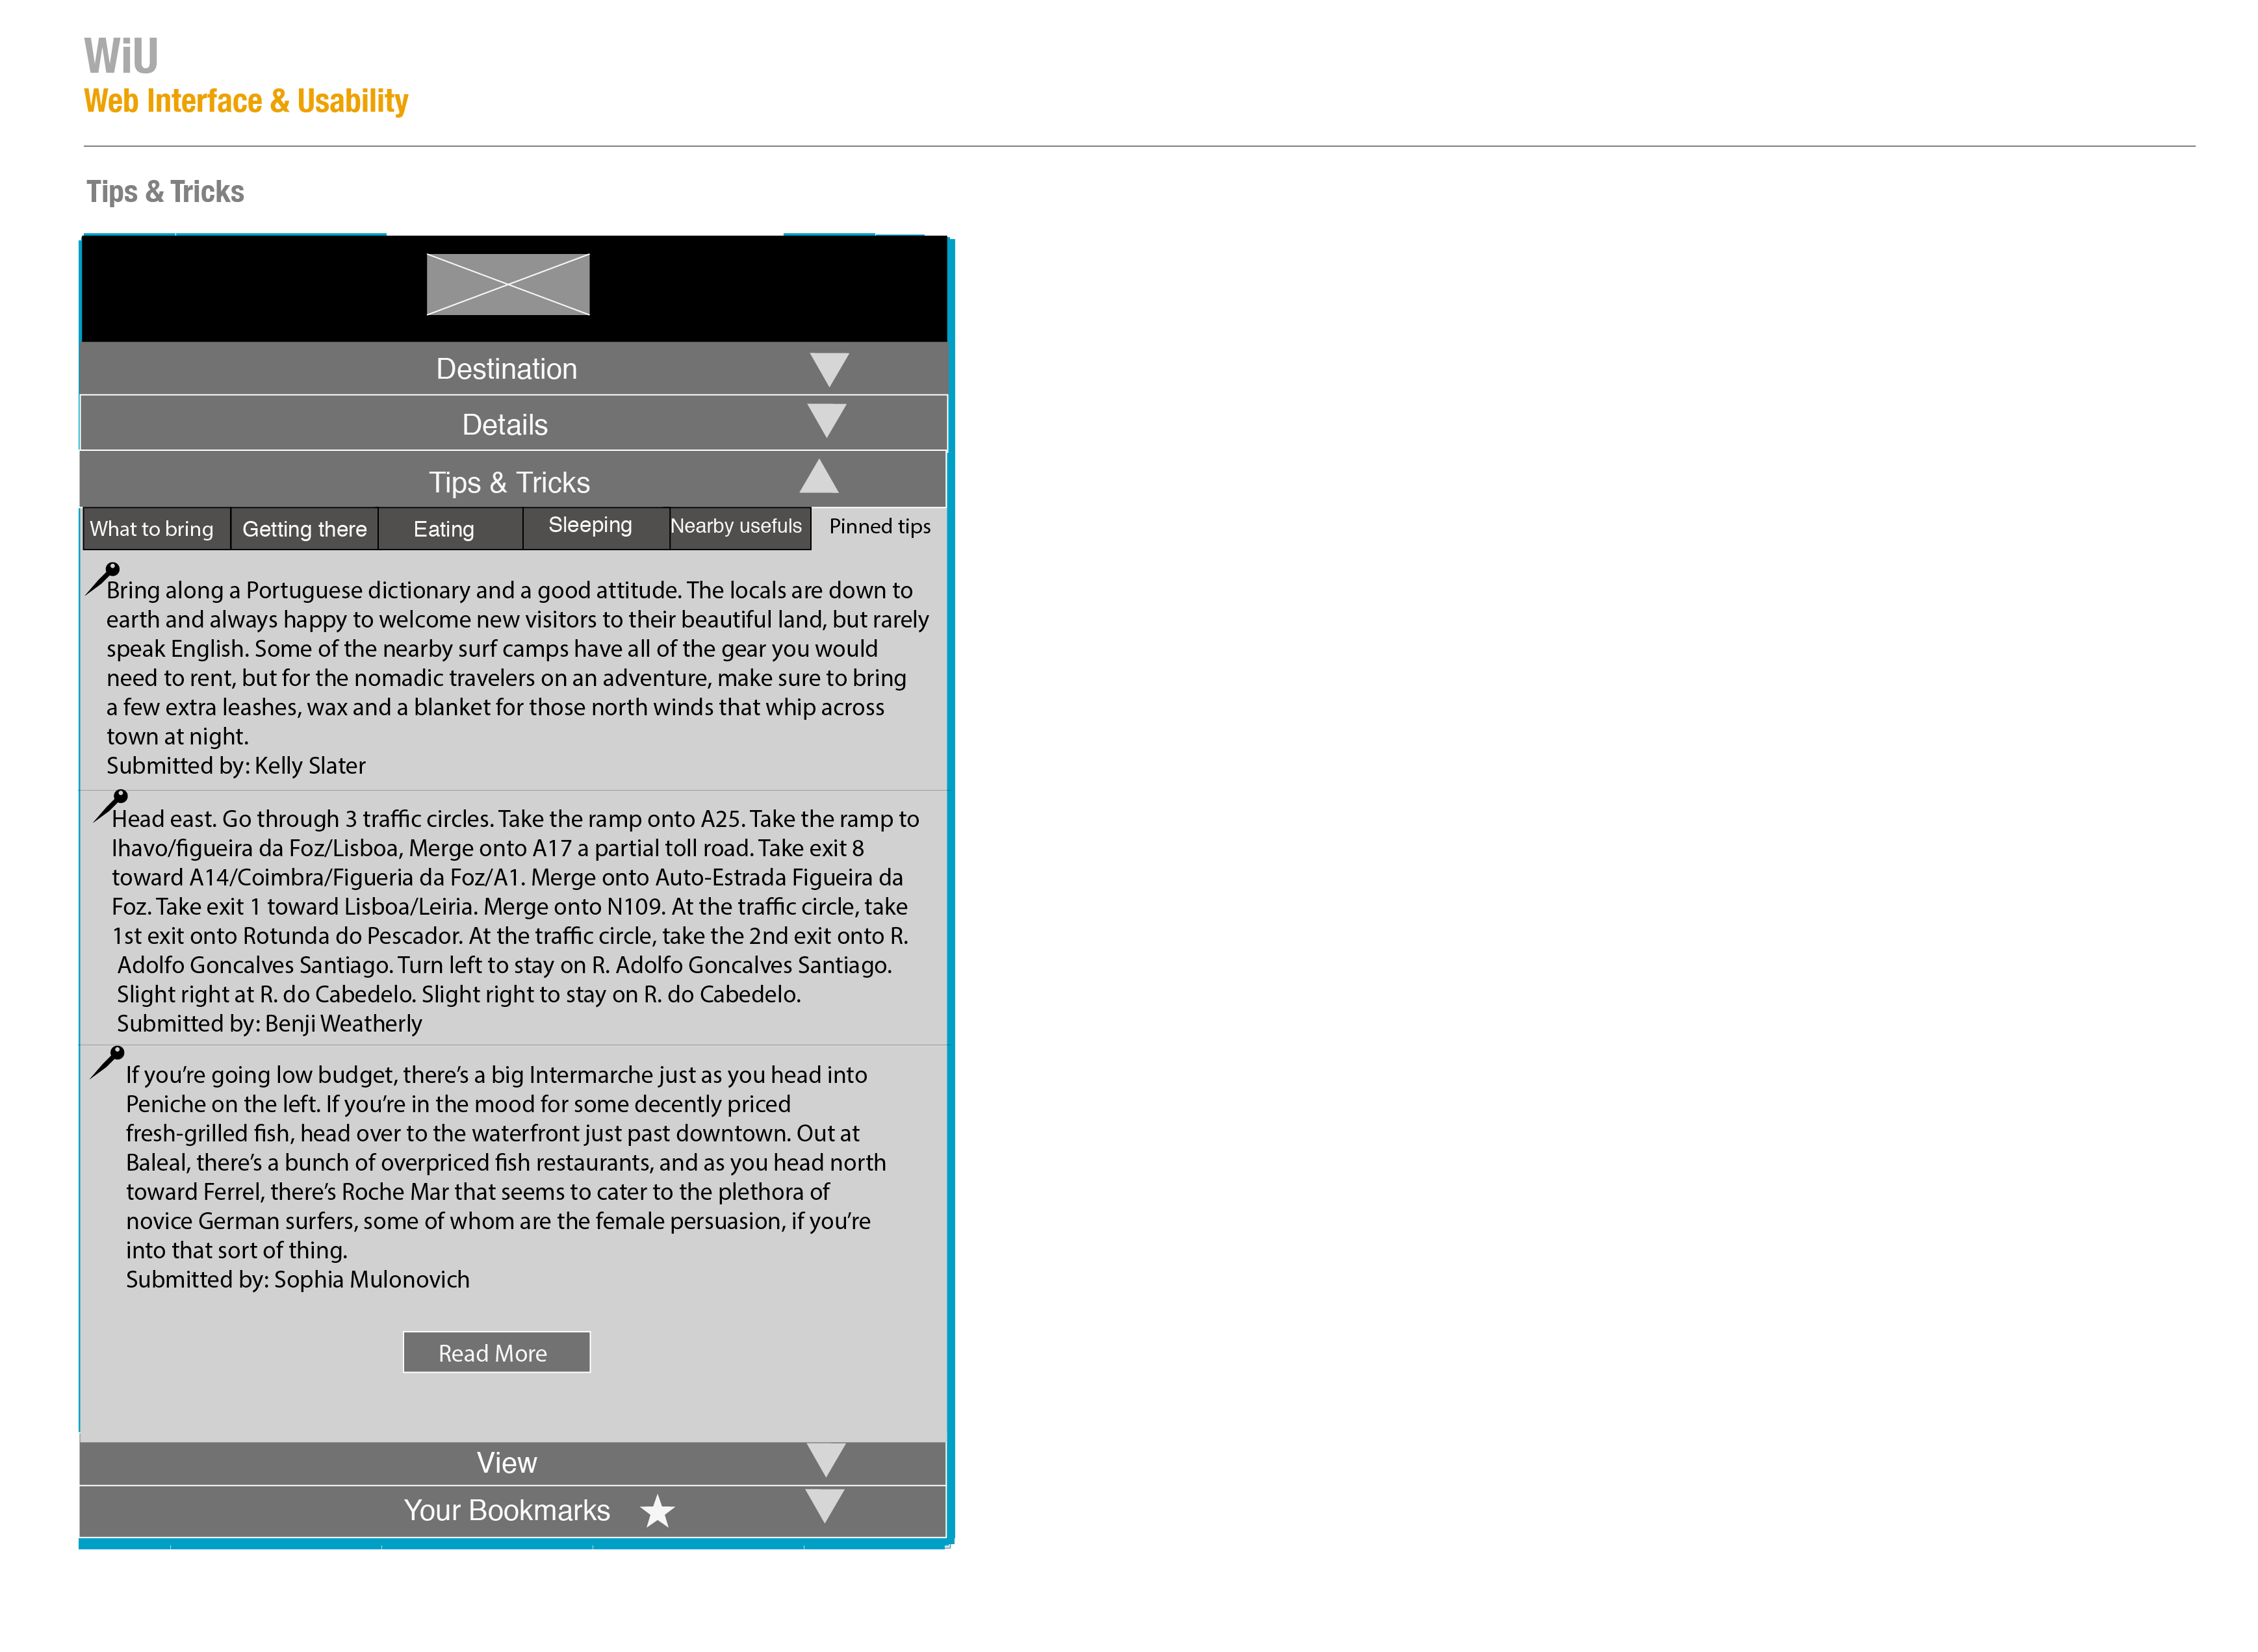 WiU
Web Interface & Usability
Tips & Tricks
Destination
Details
Tips & Tricks
What to bring
Getting there
Eating
Sleeping
Nearby usefuls
Pinned tips
Bring along a Portuguese dictionary and a good attitude. The locals are down to
earth and always happy to welcome new visitors to their beautiful land, but rarely
speak English. Some of the nearby surf camps have all of the gear you would
need to rent, but for the nomadic travelers on an adventure, make sure to bring
a few extra leashes, wax and a blanket for those north winds that whip across
town at night.
Submitted by: Kelly Slater
Head east. Go through 3 traffic circles. Take the ramp onto A25. Take the ramp to
Ihavo/figueira da Foz/Lisboa, Merge onto A17 a partial toll road. Take exit 8
toward A14/Coimbra/Figueria da Foz/A1. Merge onto Auto-Estrada Figueira da
Foz. Take exit 1 toward Lisboa/Leiria. Merge onto N109. At the traffic circle, take
1st exit onto Rotunda do Pescador. At the traffic circle, take the 2nd exit onto R.
Adolfo Goncalves Santiago. Turn left to stay on R. Adolfo Goncalves Santiago.
Slight right at R. do Cabedelo. Slight right to stay on R. do Cabedelo.
Submitted by: Benji Weatherly
If you’re going low budget, there’s a big Intermarche just as you head into
Peniche on the left. If you’re in the mood for some decently priced
fresh-grilled fish, head over to the waterfront just past downtown. Out at
Baleal, there’s a bunch of overpriced fish restaurants, and as you head north
toward Ferrel, there’s Roche Mar that seems to cater to the plethora of
novice German surfers, some of whom are the female persuasion, if you’re
into that sort of thing.
Submitted by: Sophia Mulonovich
Read More
View
Your Bookmarks